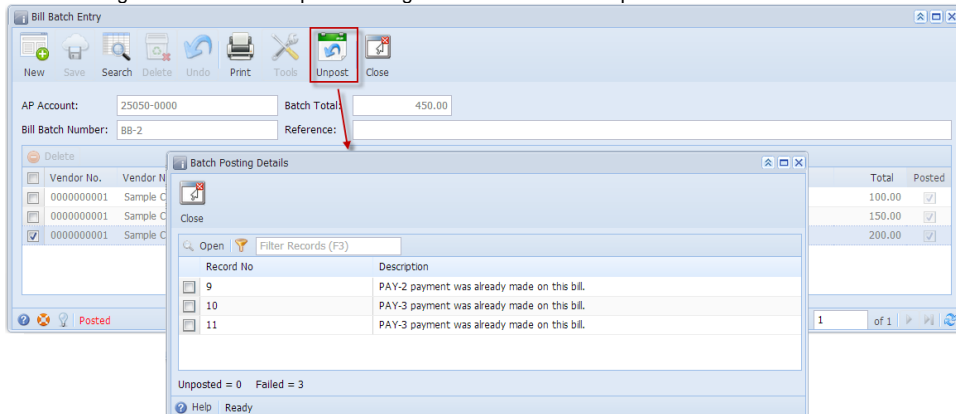 Bill Batch Entry
New Save Search Delete Undo Print Tools Unpost Close
AP Account: 25050-0000 Batch Total: 450.00
Bill Batch Number: BB-2 Reference:
Delete
Vendor No. Vendor N Total Posted
0000000001 Sample C 100.00
0000000001 Sample C 150.00
0000000001 Sample C 200.00
Posted 1 of 1
Batch Posting Details
Close
Open Filter Records (F3)
Record No Description
9 PAY-2 payment was already made on this bill.
10 PAY-3 payment was already made on this bill.
11 PAY-3 payment was already made on this bill.
Unposted = 0 Failed = 3
Help Ready